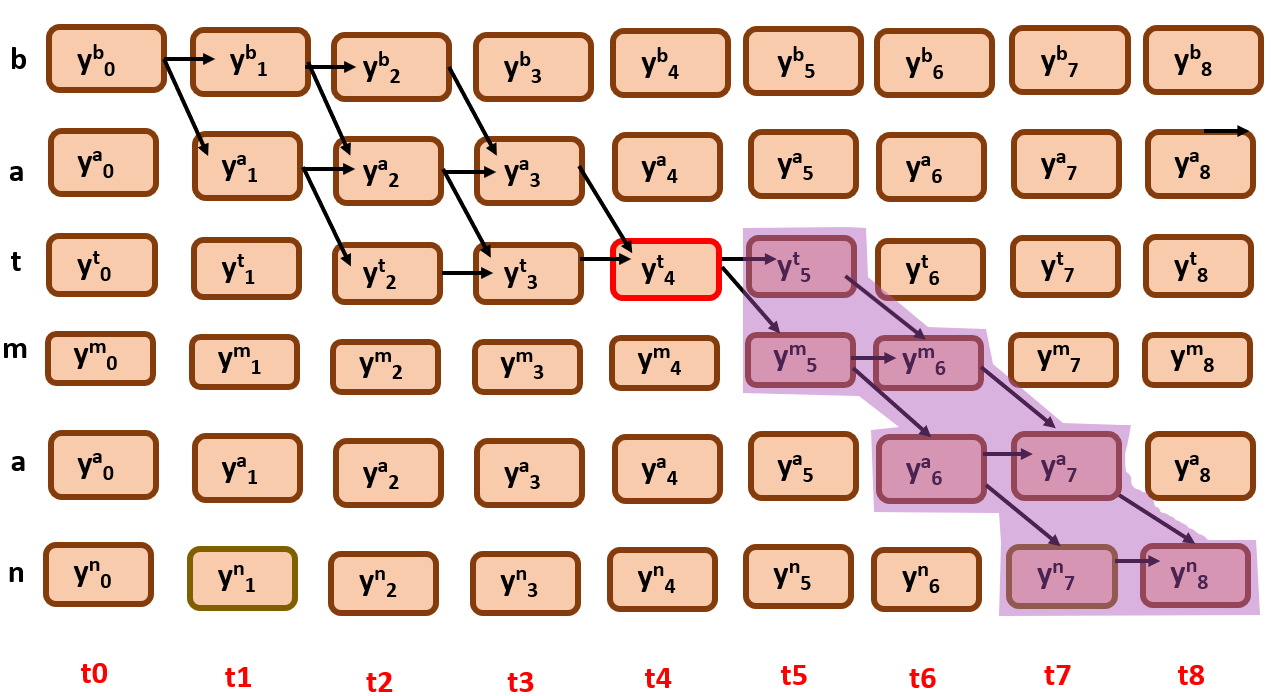 b y^b_0 y^b_1 y^b_2 y^b_3 y^b_4 y^b_5 y^b_6 y^b_7 y^b_8
a y^a_0 y^a_1 y^a_2 y^a_3 y^a_4 y^a_5 y^a_6 y^a_7 y^a_8
t y^t_0 y^t_1 y^t_2 y^t_3 y^t_4 y^t_5 y^t_6 y^t_7 y^t_8
m y^m_0 y^m_1 y^m_2 y^m_3 y^m_4 y^m_5 y^m_6 y^m_7 y^m_8
a y^a_0 y^a_1 y^a_2 y^a_3 y^a_4 y^a_5 y^a_6 y^a_7 y^a_8
n y^n_0 y^n_1 y^n_2 y^n_3 y^n_4 y^n_5 y^n_6 y^n_7 y^n_8
t0 t1 t2 t3 t4 t5 t6 t7 t8